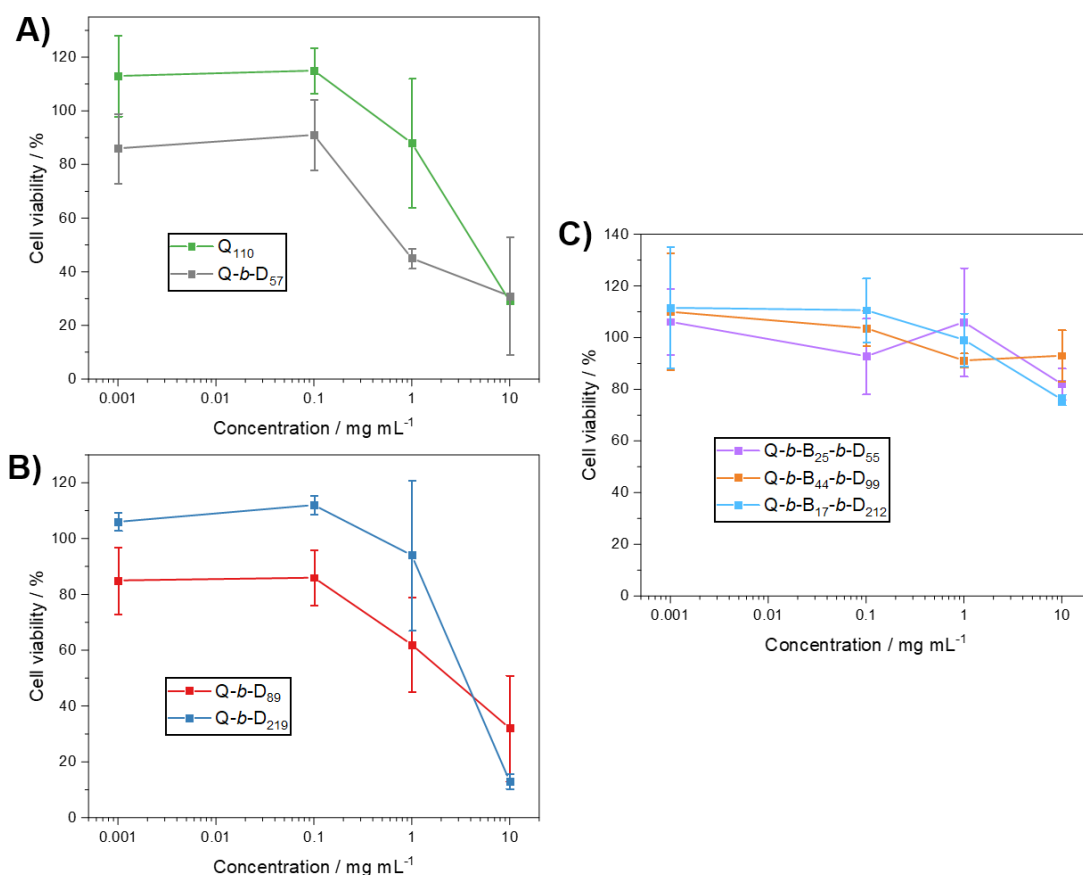 A)
120
100
80
60
40
20
0
Cell viability / %
Q₁₁₀
Q-b-D₅₇
0.001 0.01 0.1 1 10
Concentration / mg mL⁻¹
B)
120
100
80
60
40
20
0
Cell viability / %
Q-b-D₈₉
Q-b-D₂₁₉
0.001 0.01 0.1 1 10
Concentration / mg mL⁻¹
C)
140
120
100
80
60
40
20
0
Cell viability / %
Q-b-B₂₅-b-D₅₅
Q-b-B₄₄-b-D₉₉
Q-b-B₁₇-b-D₂₁₂
0.001 0.01 0.1 1 10
Concentration / mg mL⁻¹